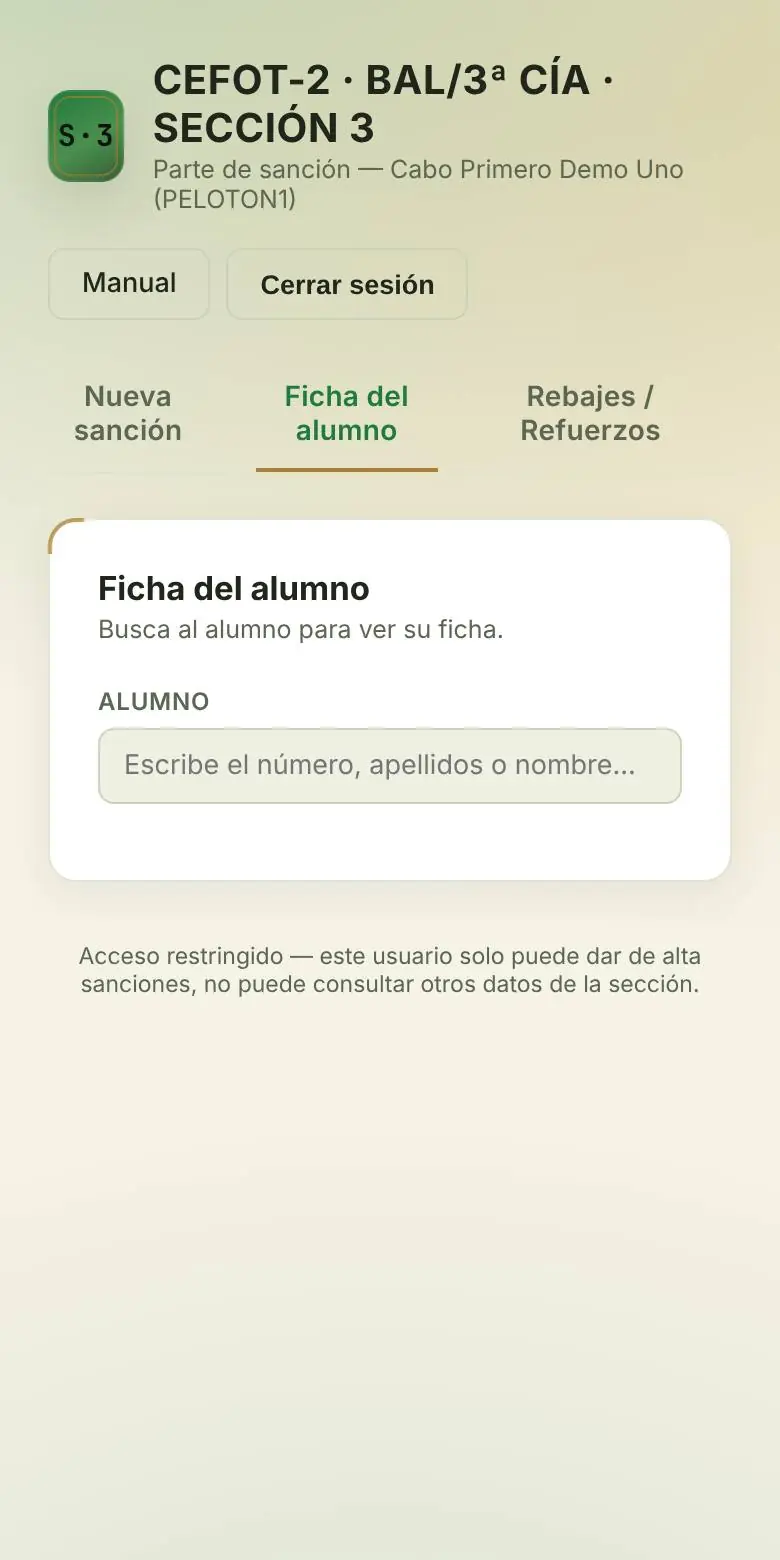 S·3
CEFOT-2 · BAL/3ª CÍA ·
SECCIÓN 3
Parte de sanción — Cabo Primero Demo Uno
(PELOTON1)
Manual
Cerrar sesión
Nueva
sanción
Ficha del
alumno
Rebajes /
Refuerzos
Ficha del alumno
Busca al alumno para ver su ficha.
ALUMNO
Escribe el número, apellidos o nombre...
Acceso restringido — este usuario solo puede dar de alta
sanciones, no puede consultar otros datos de la sección.